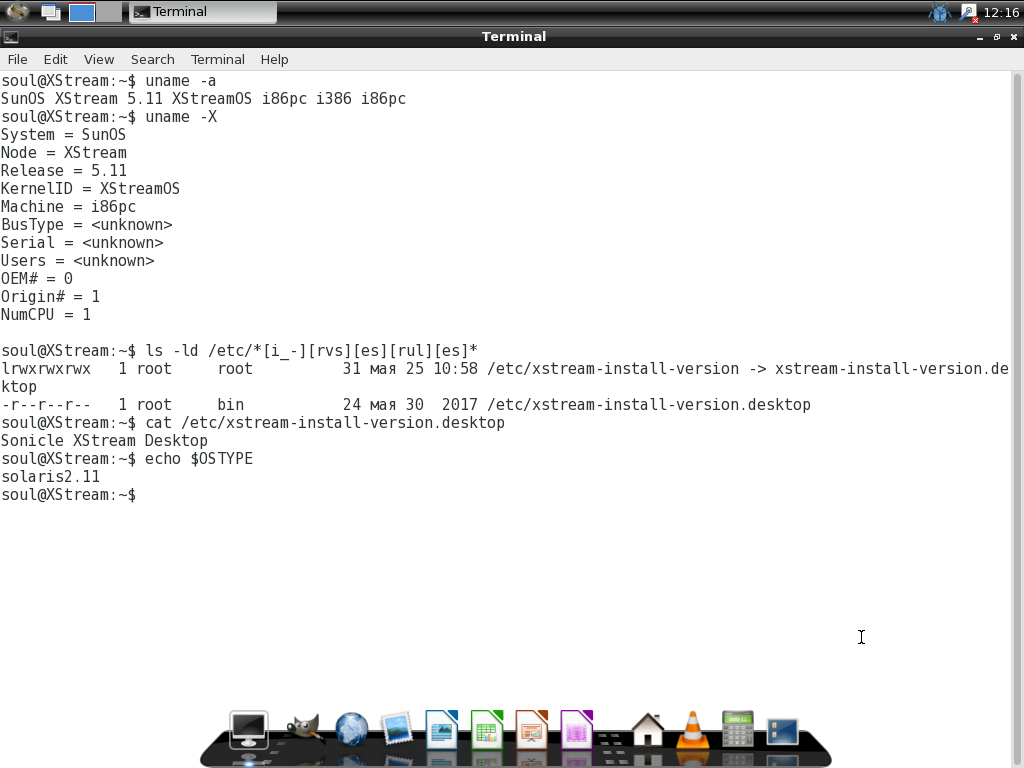 Terminal
12:16
Terminal
File Edit View Search Terminal Help
soul@XStream:~$ uname -a
SunOS XStream 5.11 XStreamOS i86pc i386 i86pc
soul@XStream:~$ uname -X
System = SunOS
Node = XStream
Release = 5.11
KernelID = XStreamOS
Machine = i86pc
BusType = <unknown>
Serial = <unknown>
Users = <unknown>
OEM# = 0
Origin# = 1
NumCPU = 1
soul@XStream:~$ ls -ld /etc/*[i_-][rvs][es][rul][es]*
lrwxrwxrwx   1 root     root          31 мая 25 10:58 /etc/xstream-install-version -> xstream-install-version.de
ktop
-r--r--r--   1 root     bin           24 мая 30  2017 /etc/xstream-install-version.desktop
soul@XStream:~$ cat /etc/xstream-install-version.desktop
Sonicle XStream Desktop
soul@XStream:~$ echo $OSTYPE
solaris2.11
soul@XStream:~$